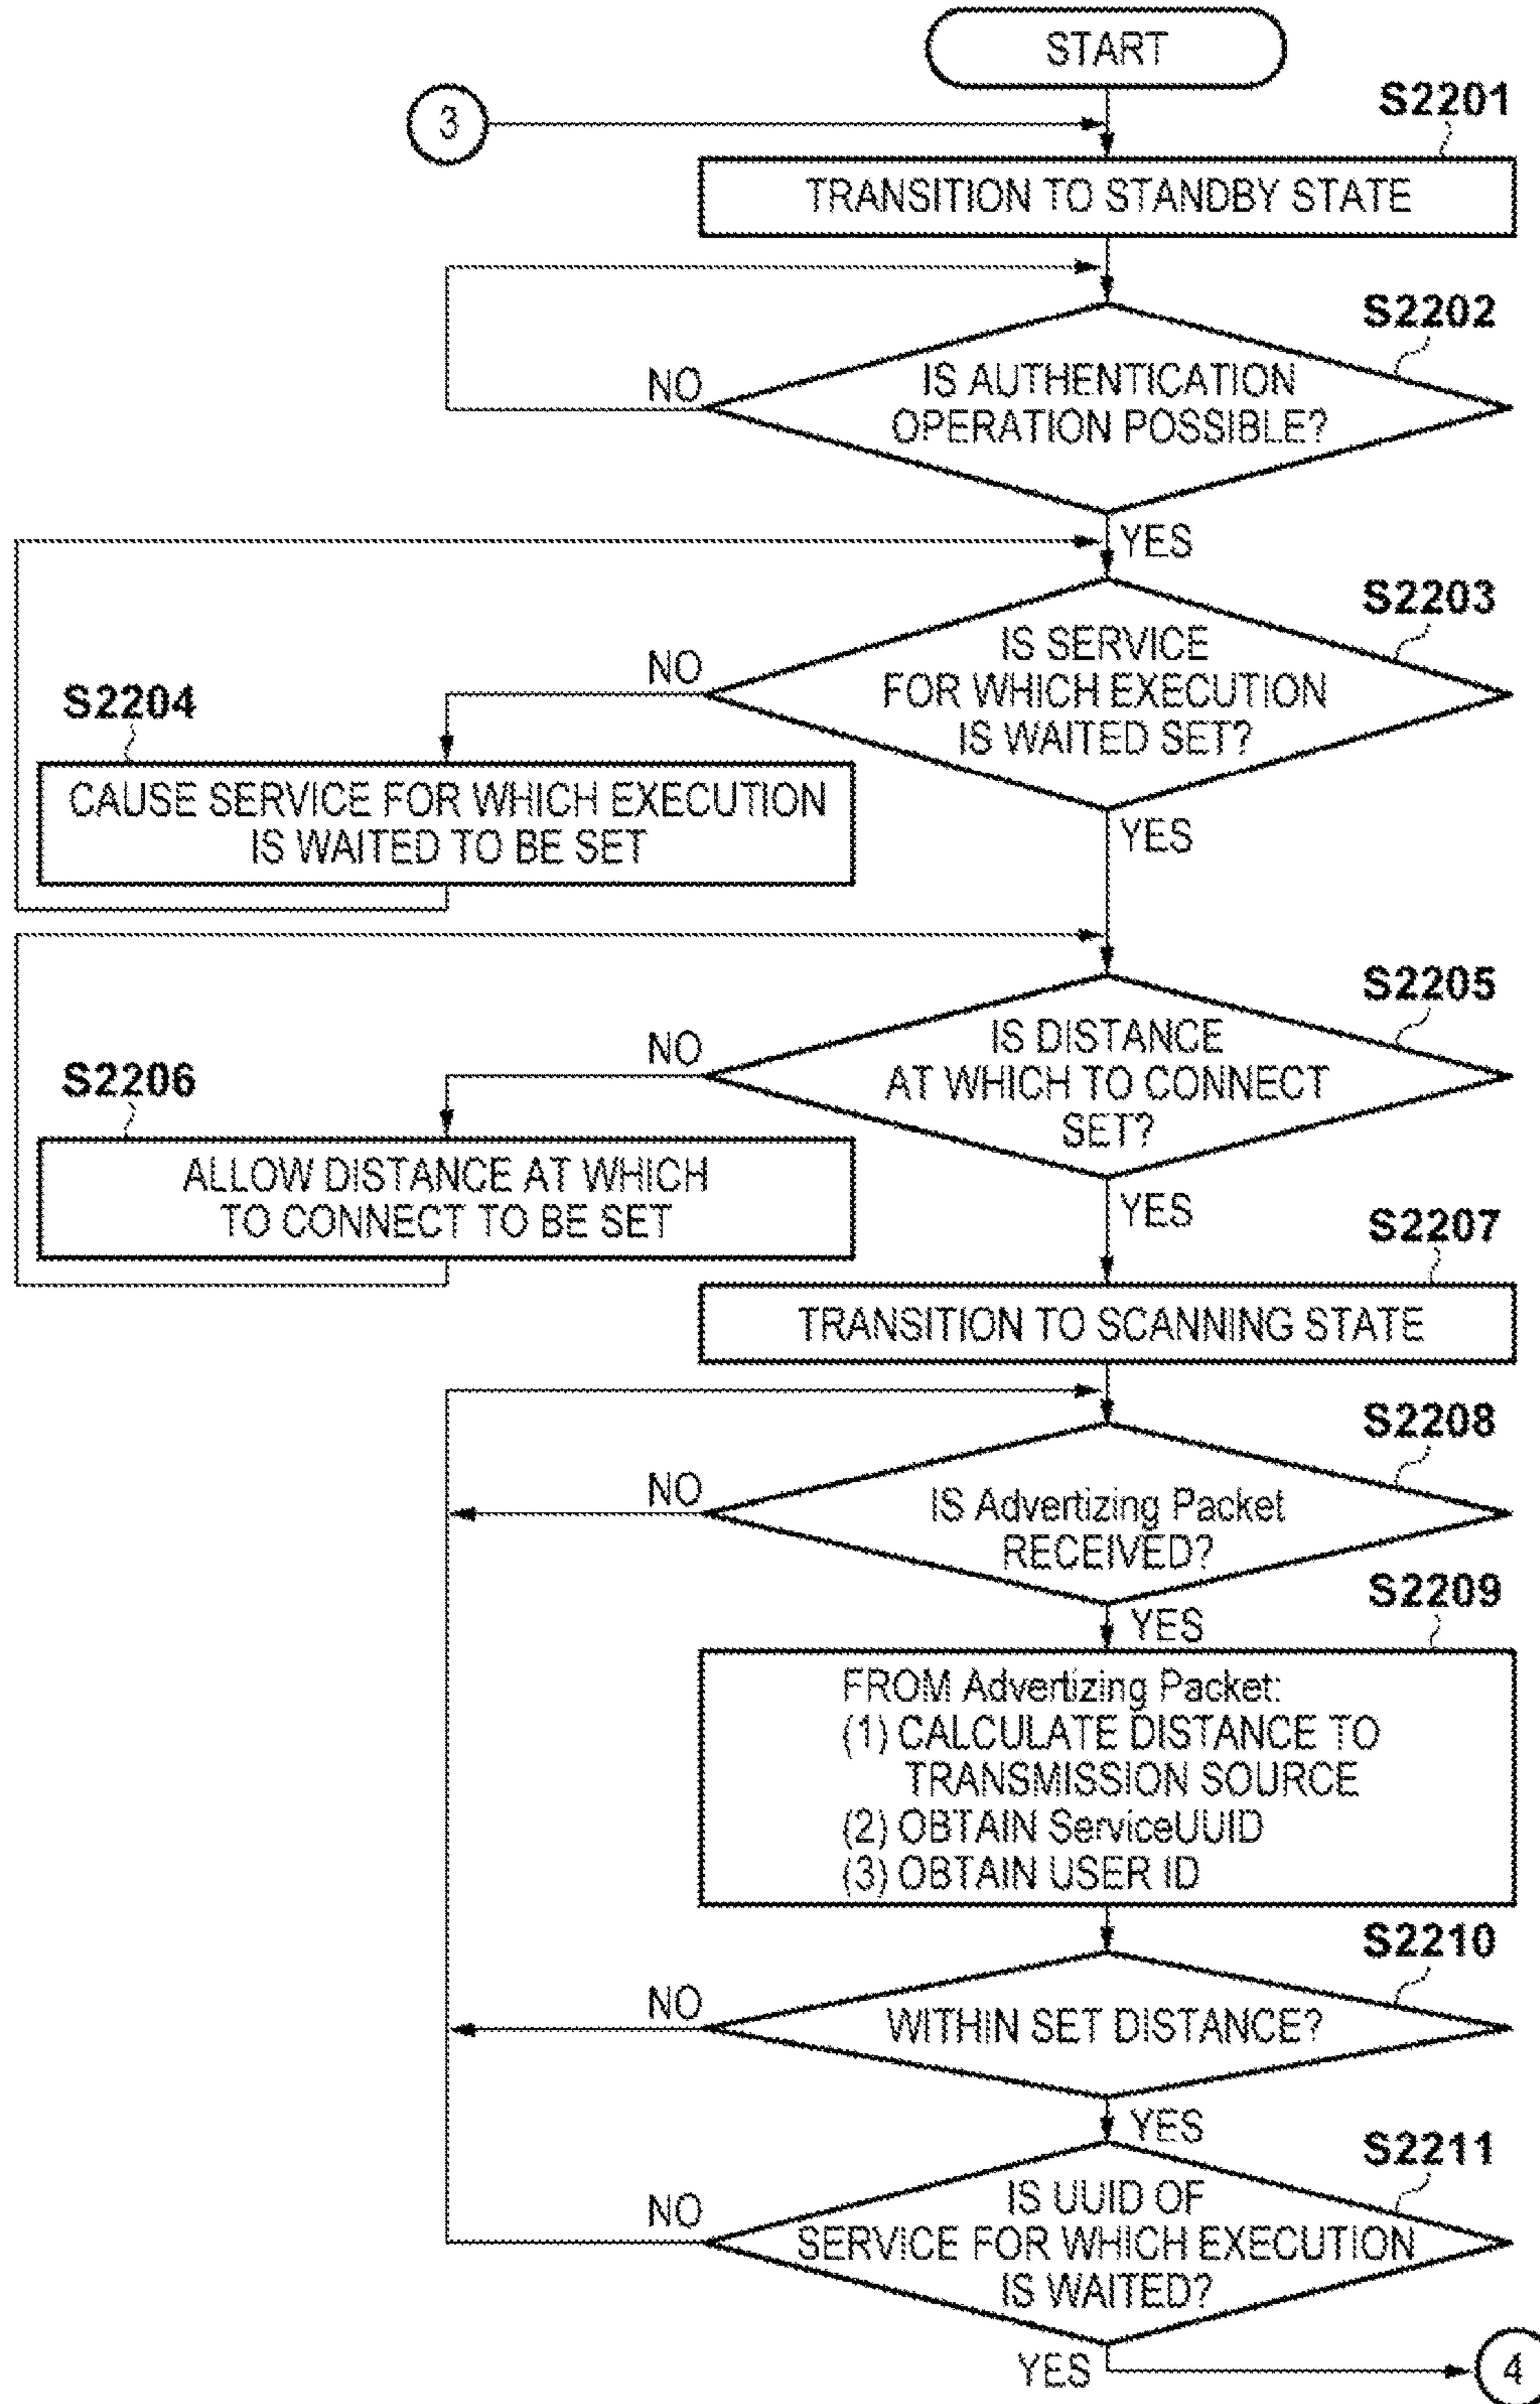 START
3
S2201
TRANSITION TO STANDBY STATE
S2202
IS AUTHENTICATION
OPERATION POSSIBLE?
NO
YES
S2203
IS SERVICE
FOR WHICH EXECUTION
IS WAITED SET?
NO
S2204
CAUSE SERVICE FOR WHICH EXECUTION
IS WAITED TO BE SET
YES
S2205
IS DISTANCE
AT WHICH TO CONNECT
SET?
NO
S2206
ALLOW DISTANCE AT WHICH
TO CONNECT TO BE SET
YES
S2207
TRANSITION TO SCANNING STATE
S2208
IS Advertizing Packet
RECEIVED?
NO
YES
S2209
FROM Advertizing Packet:
(1) CALCULATE DISTANCE TO
TRANSMISSION SOURCE
(2) OBTAIN ServiceUUID
(3) OBTAIN USER ID
S2210
WITHIN SET DISTANCE?
NO
YES
S2211
IS UUID OF
SERVICE FOR WHICH EXECUTION
IS WAITED?
NO
YES
4